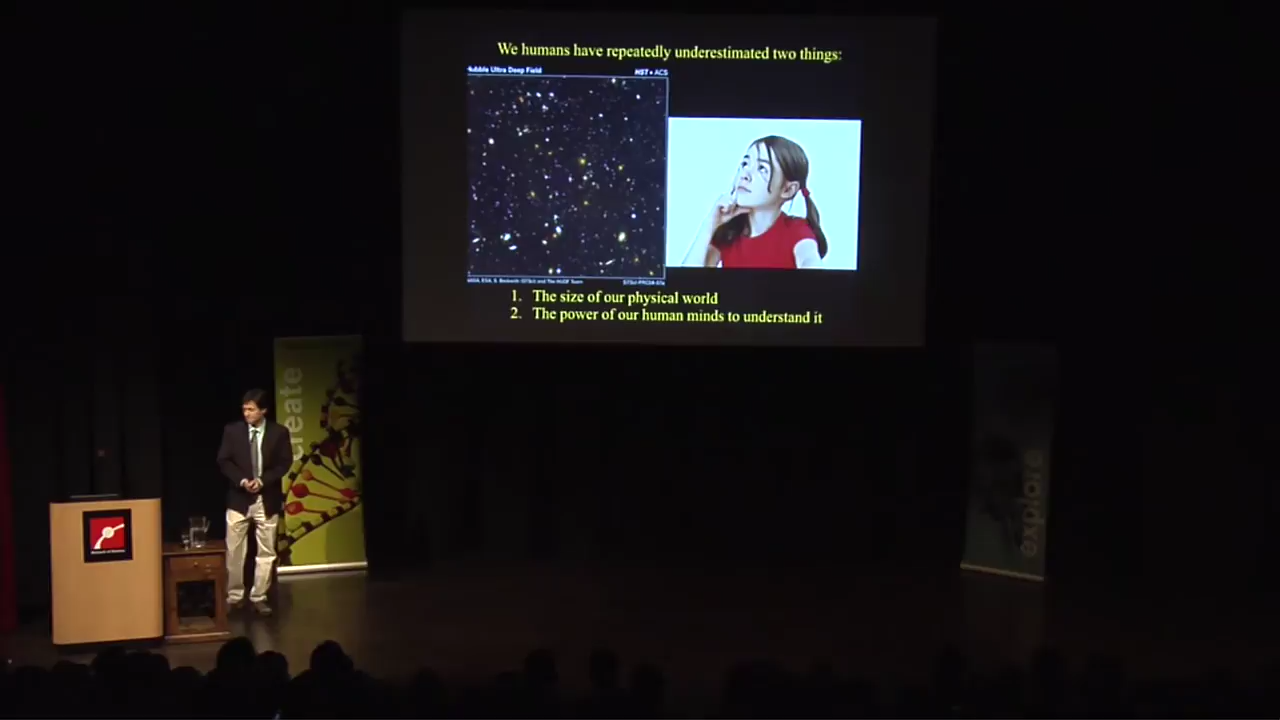 We humans have repeatedly underestimated two things:
Hubble Ultra Deep Field
HST • ACS
1. The size of our physical world
2. The power of our human minds to understand it
create
explore